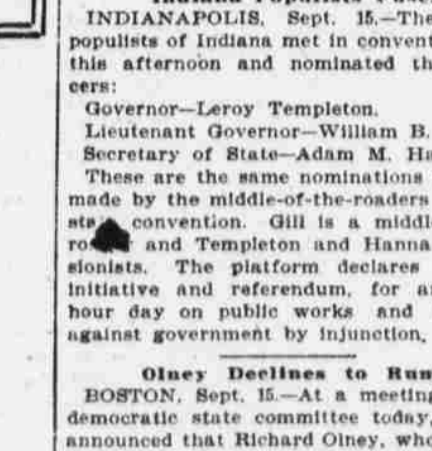 INDIANAPOLIS, Sept. 15.—The
populists of Indiana met in convent
this afternoon and nominated th
cers:
Governor—Leroy Templeton.
Lieutenant Governor—William B.
Secretary of State—Adam M. Ha
These are the same nominations
made by the middle-of-the-roaders
convention. Gill is a middl
and Templeton and Hanna
sionists. The platform declares
initiative and referendum, for a
hour day on public works and
against government by injunction.
Olney Declines to Run
BOSTON, Sept. 15.—At a meeting
democratic state committee today,
announced that Richard Olney, who